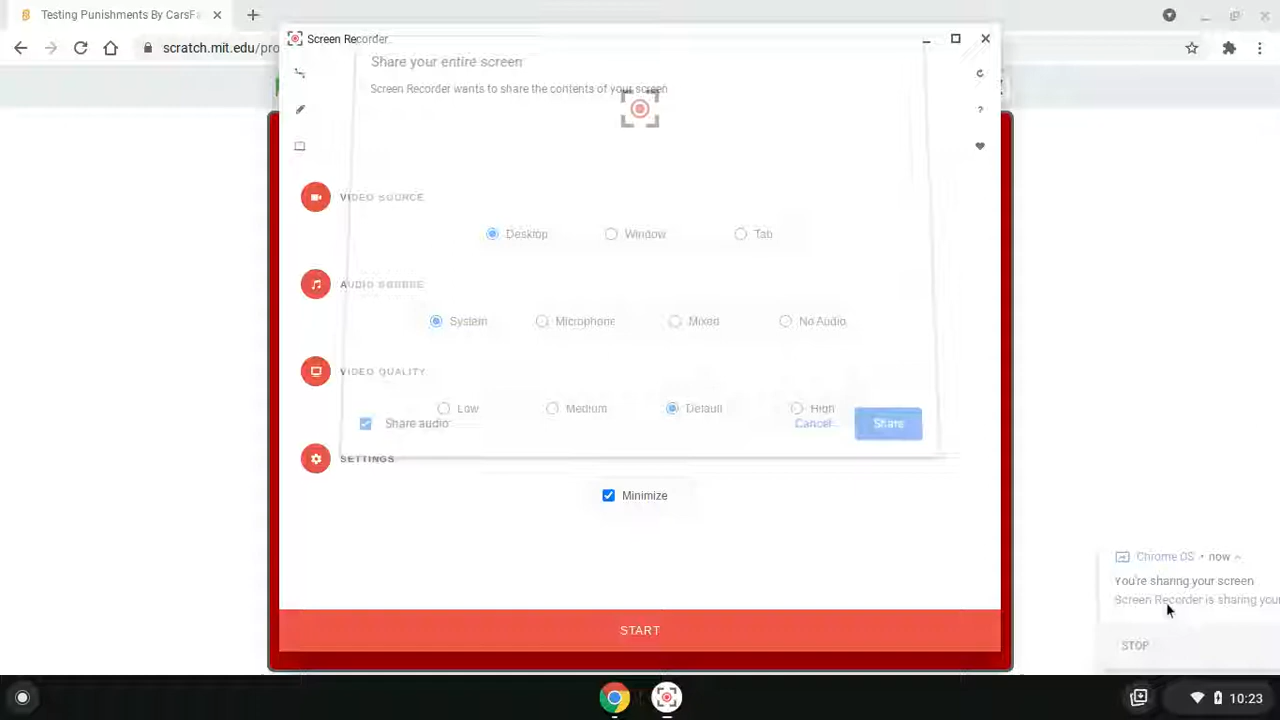 Testing Punishments By CarsFa
scratch.mit.edu/pro
Screen Recorder
Share your entire screen
Screen Recorder wants to share the contents of your screen
VIDEO SOURCE
Desktop Window Tab
AUDIO
System Microphone Mixed No Audio
VIDEO QUALITY
Low Medium Default High
Share audio Cancel Share
SETTINGS
Minimize
START
Chrome OS • now
You're sharing your screen
Screen Recorder is sharing your
STOP
10:23